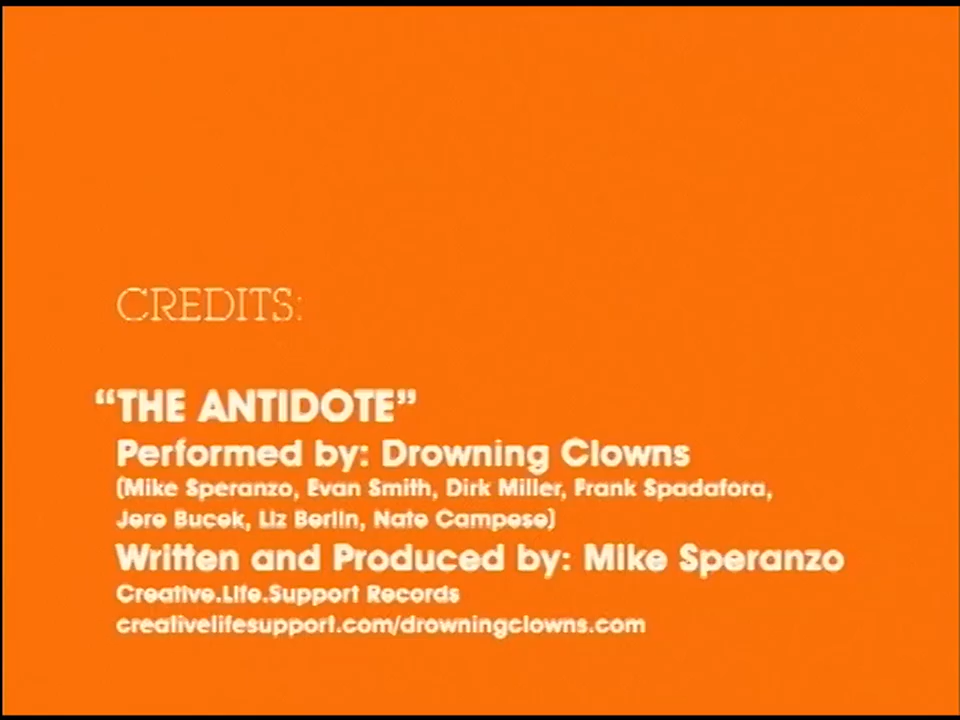 CREDITS:
“THE ANTIDOTE”
Performed by: Drowning Clowns
(Mike Speranzo, Evan Smith, Dirk Miller, Frank Spadafora,
Jere Bucek, Liz Berlin, Nate Campese)
Written and Produced by: Mike Speranzo
Creative.Life.Support Records
creativelifesupport.com/drowningclowns.com